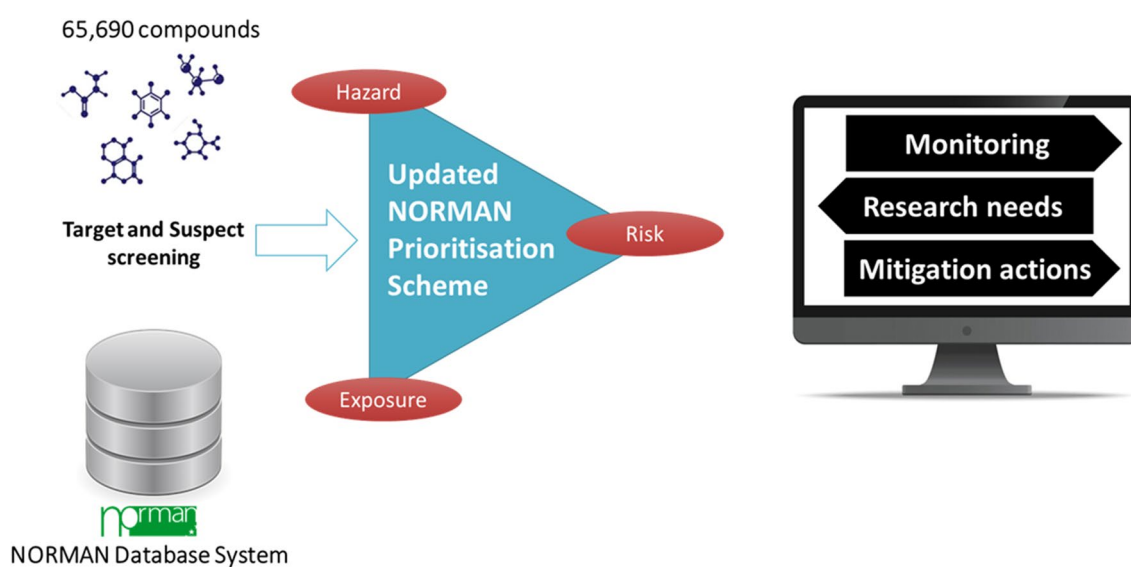 65,690 compounds
Target and Suspect
screening
norman
NORMAN Database System
Hazard
Updated
NORMAN
Prioritisation
Scheme
Risk
Exposure
Monitoring
Research needs
Mitigation actions